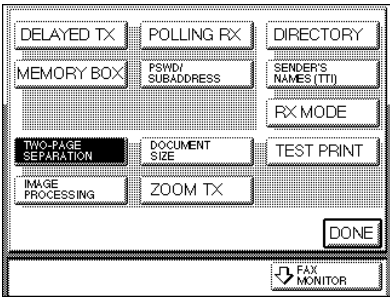 DELAYED TX
POLLING RX
DIRECTORY
MEMORY BOX
PSWD/
SUBADDRESS
SENDER'S
NAMES (TTI)
RX MODE
TWO-PAGE
SEPARATION
DOCUMENT
SIZE
TEST PRINT
IMAGE
PROCESSING
ZOOM TX
DONE
FAX
MONITOR